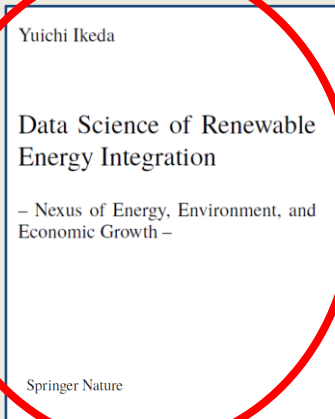 Yuichi Ikeda
Data Science of Renewable
Energy Integration
– Nexus of Energy, Environment, and
Economic Growth –
Springer Nature